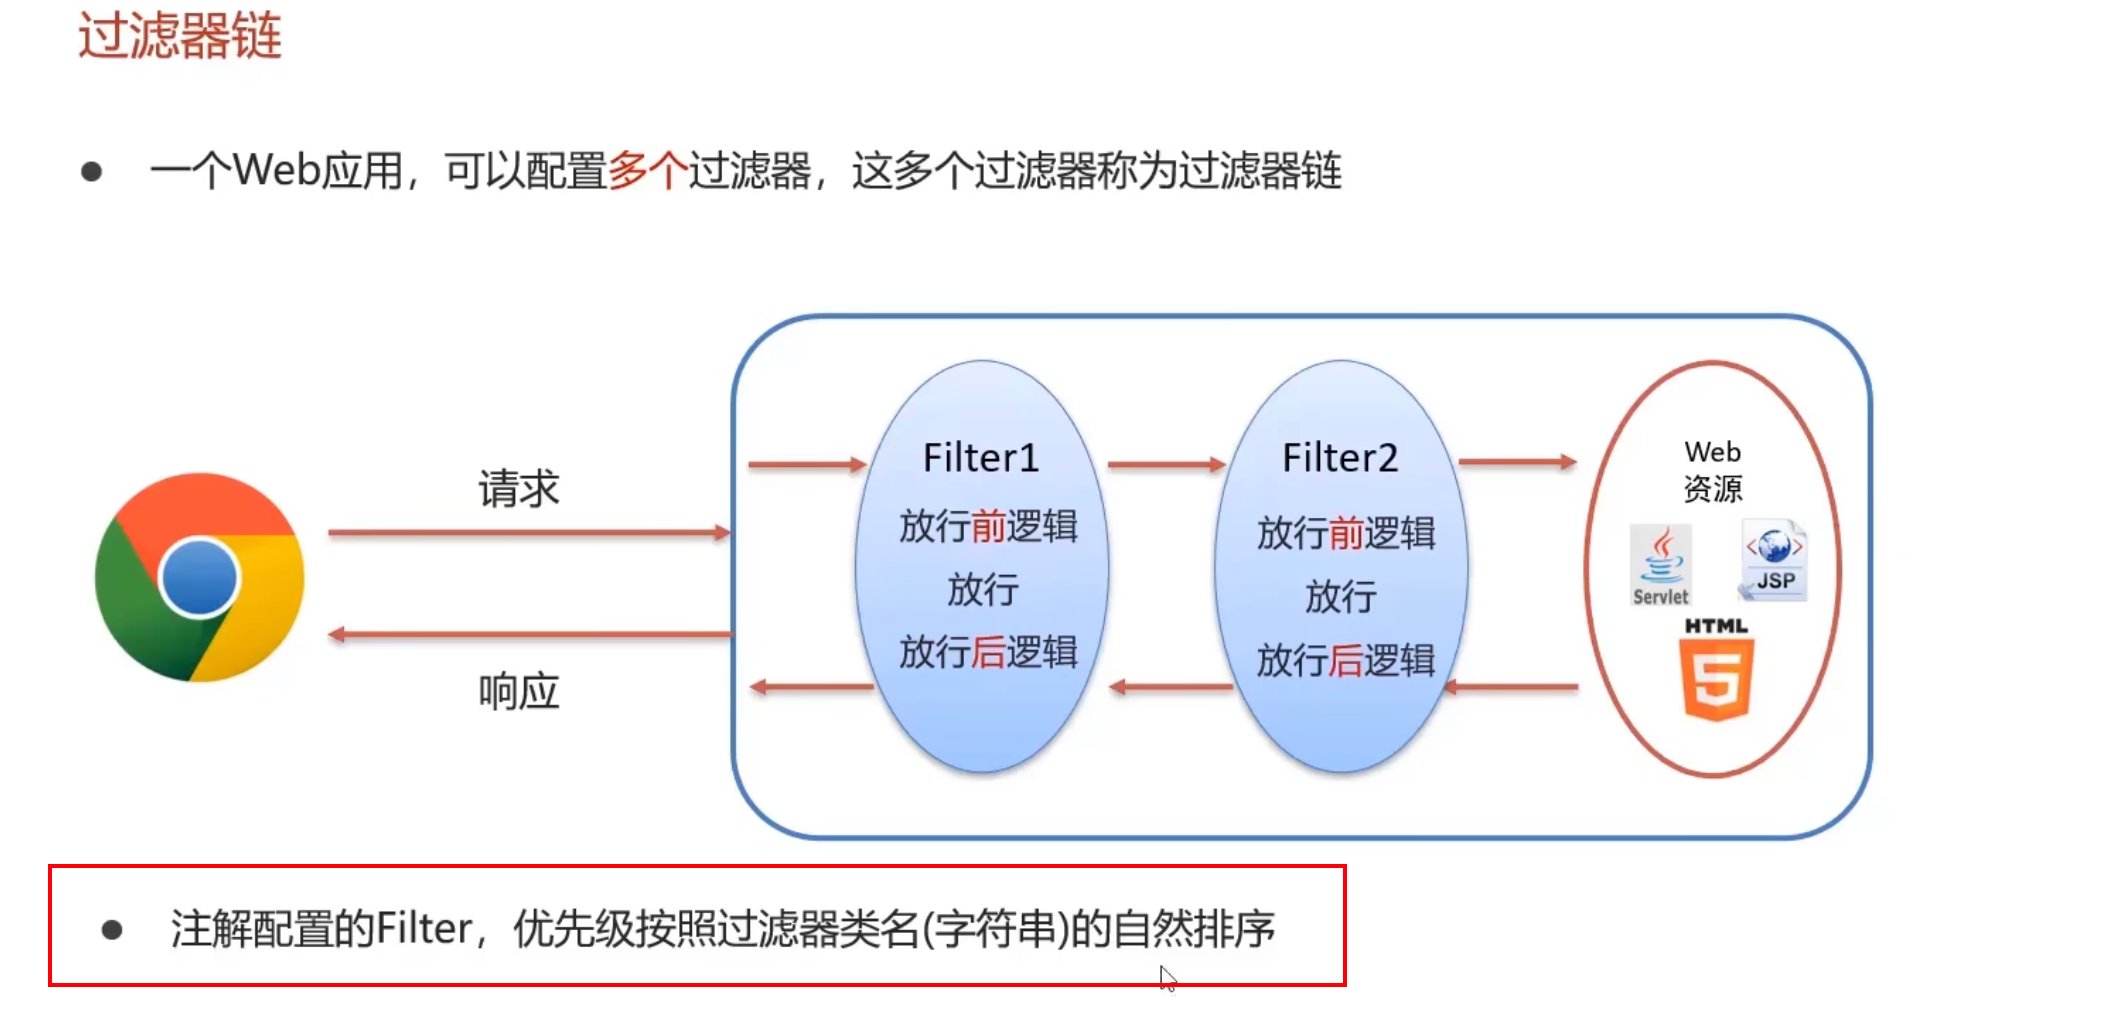 过滤器链
一个Web应用，可以配置多个过滤器，这多个过滤器称为过滤器链
请求
响应
Filter1
放行前逻辑
放行
放行后逻辑
Filter2
放行前逻辑
放行
放行后逻辑
Web
资源
Servlet
JSP
HTML
5
注解配置的Filter，优先级按照过滤器类名(字符串)的自然排序